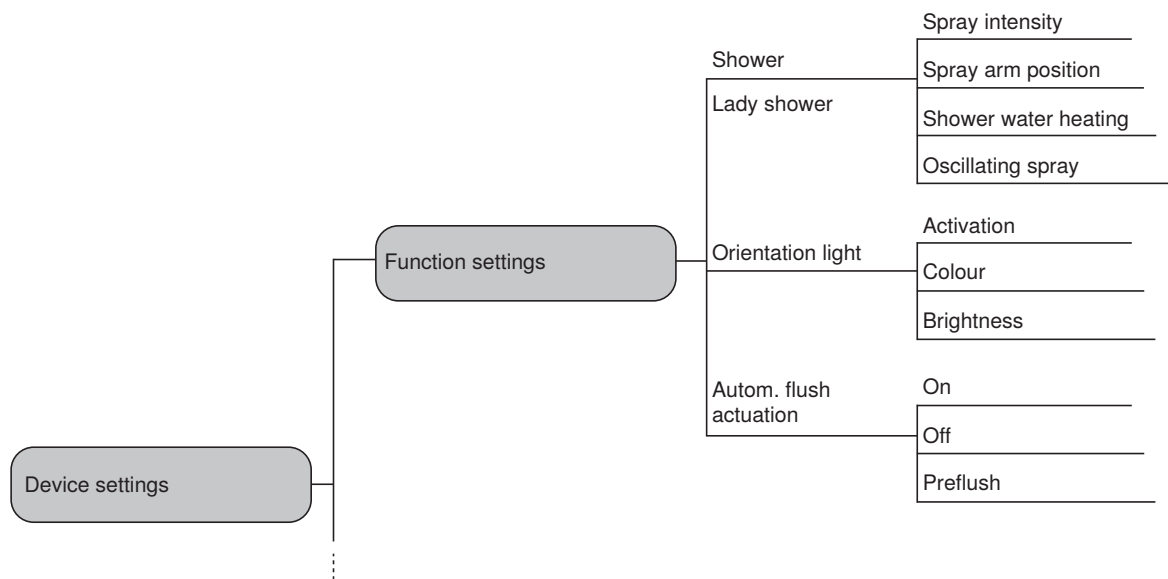 Spray intensity
Shower
Spray arm position
Lady shower
Shower water heating
Oscillating spray
Activation
Orientation light
Function settings
Colour
Brightness
Autom. flush
actuation
On
Off
Device settings
Preflush